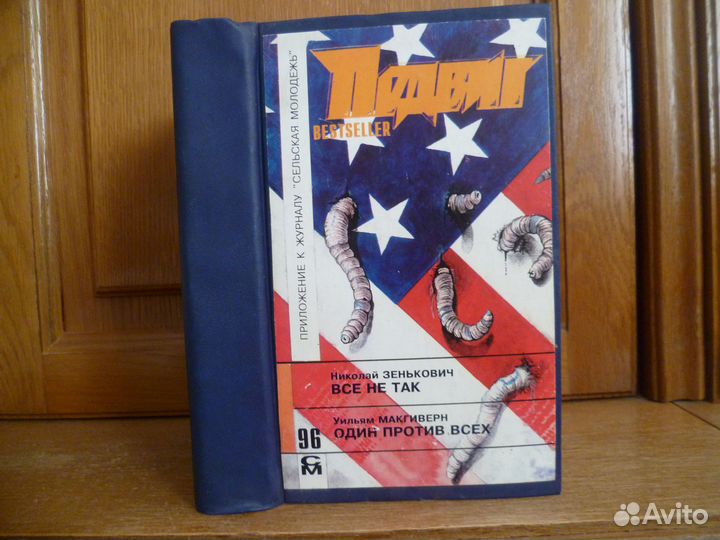 ПРИЛОЖЕНИЕ К ЖУРНАЛУ "СЕЛЬСКАЯ МОЛОДЕЖЬ"
Подвиг
BESTSELLER
Николай ЗЕНЬКОВИЧ
ВСЕ НЕ ТАК
Уильям МАКГИВЕРН
ОДИН ПРОТИВ ВСЕХ
96
СМ
Avito